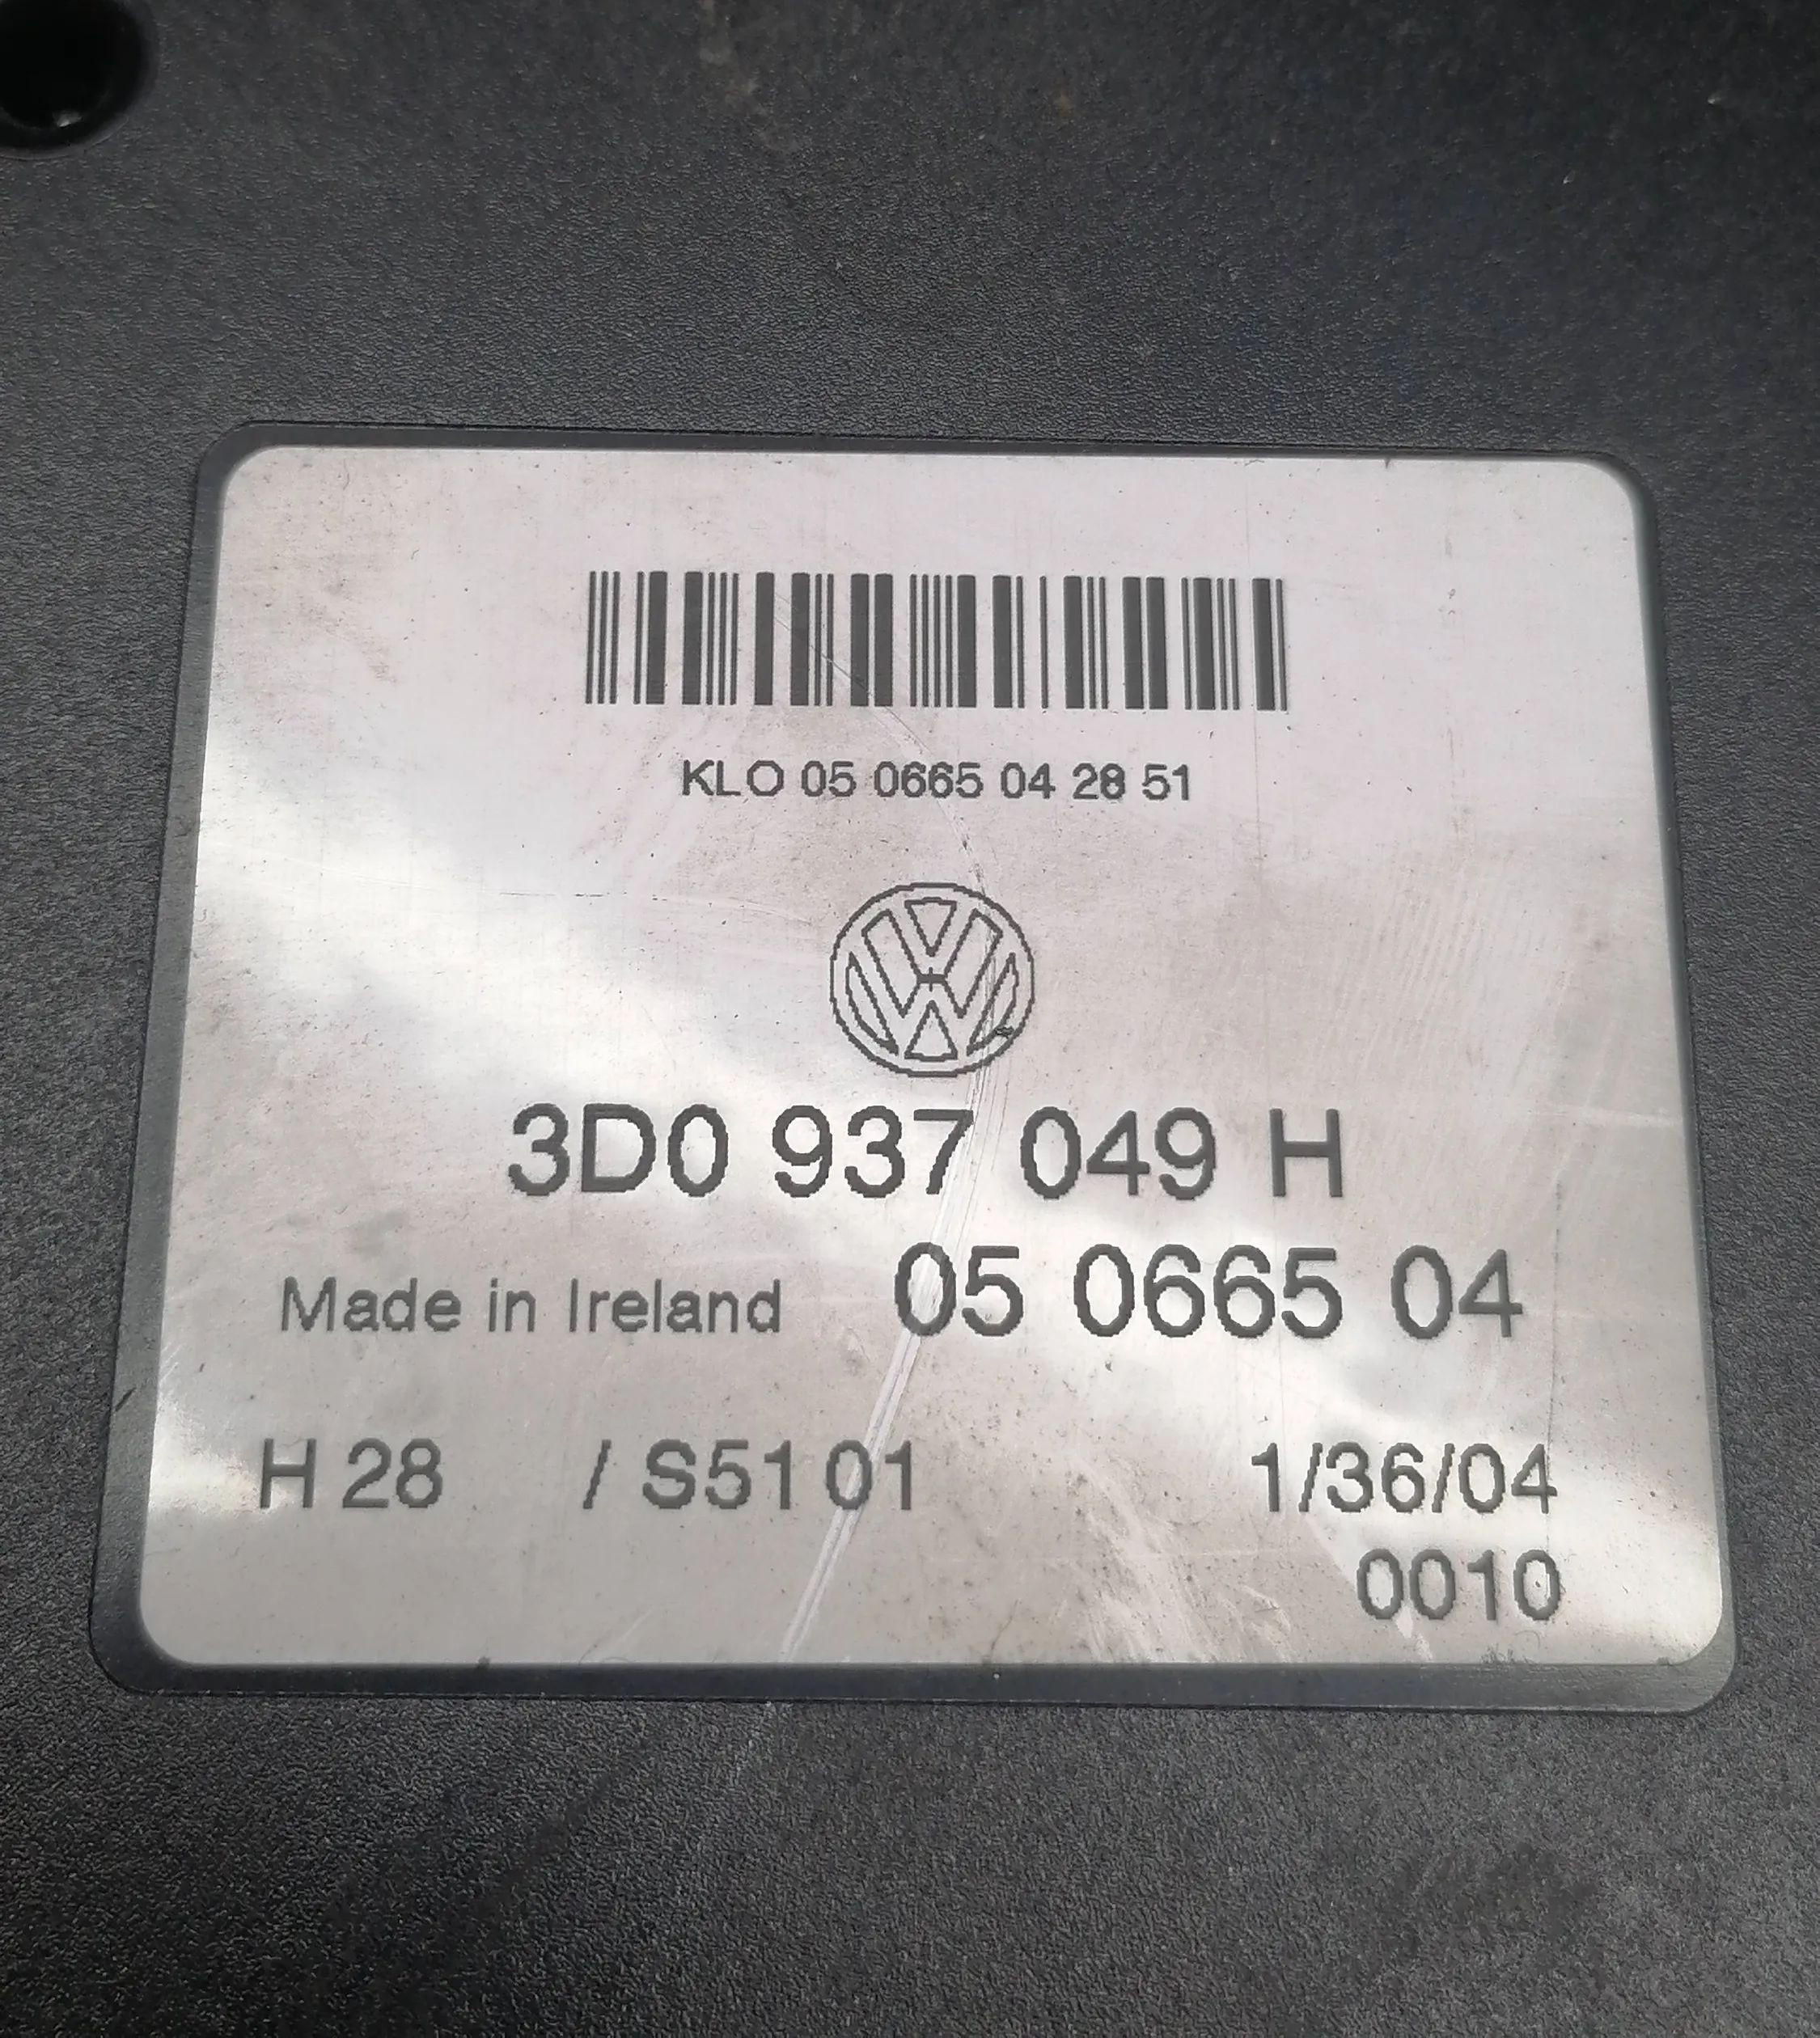 KLO 05 0665 04 28 51
3D0 937 049 H
Made in Ireland 05 0665 04
H 28 / S51 01 1/36/04
0010